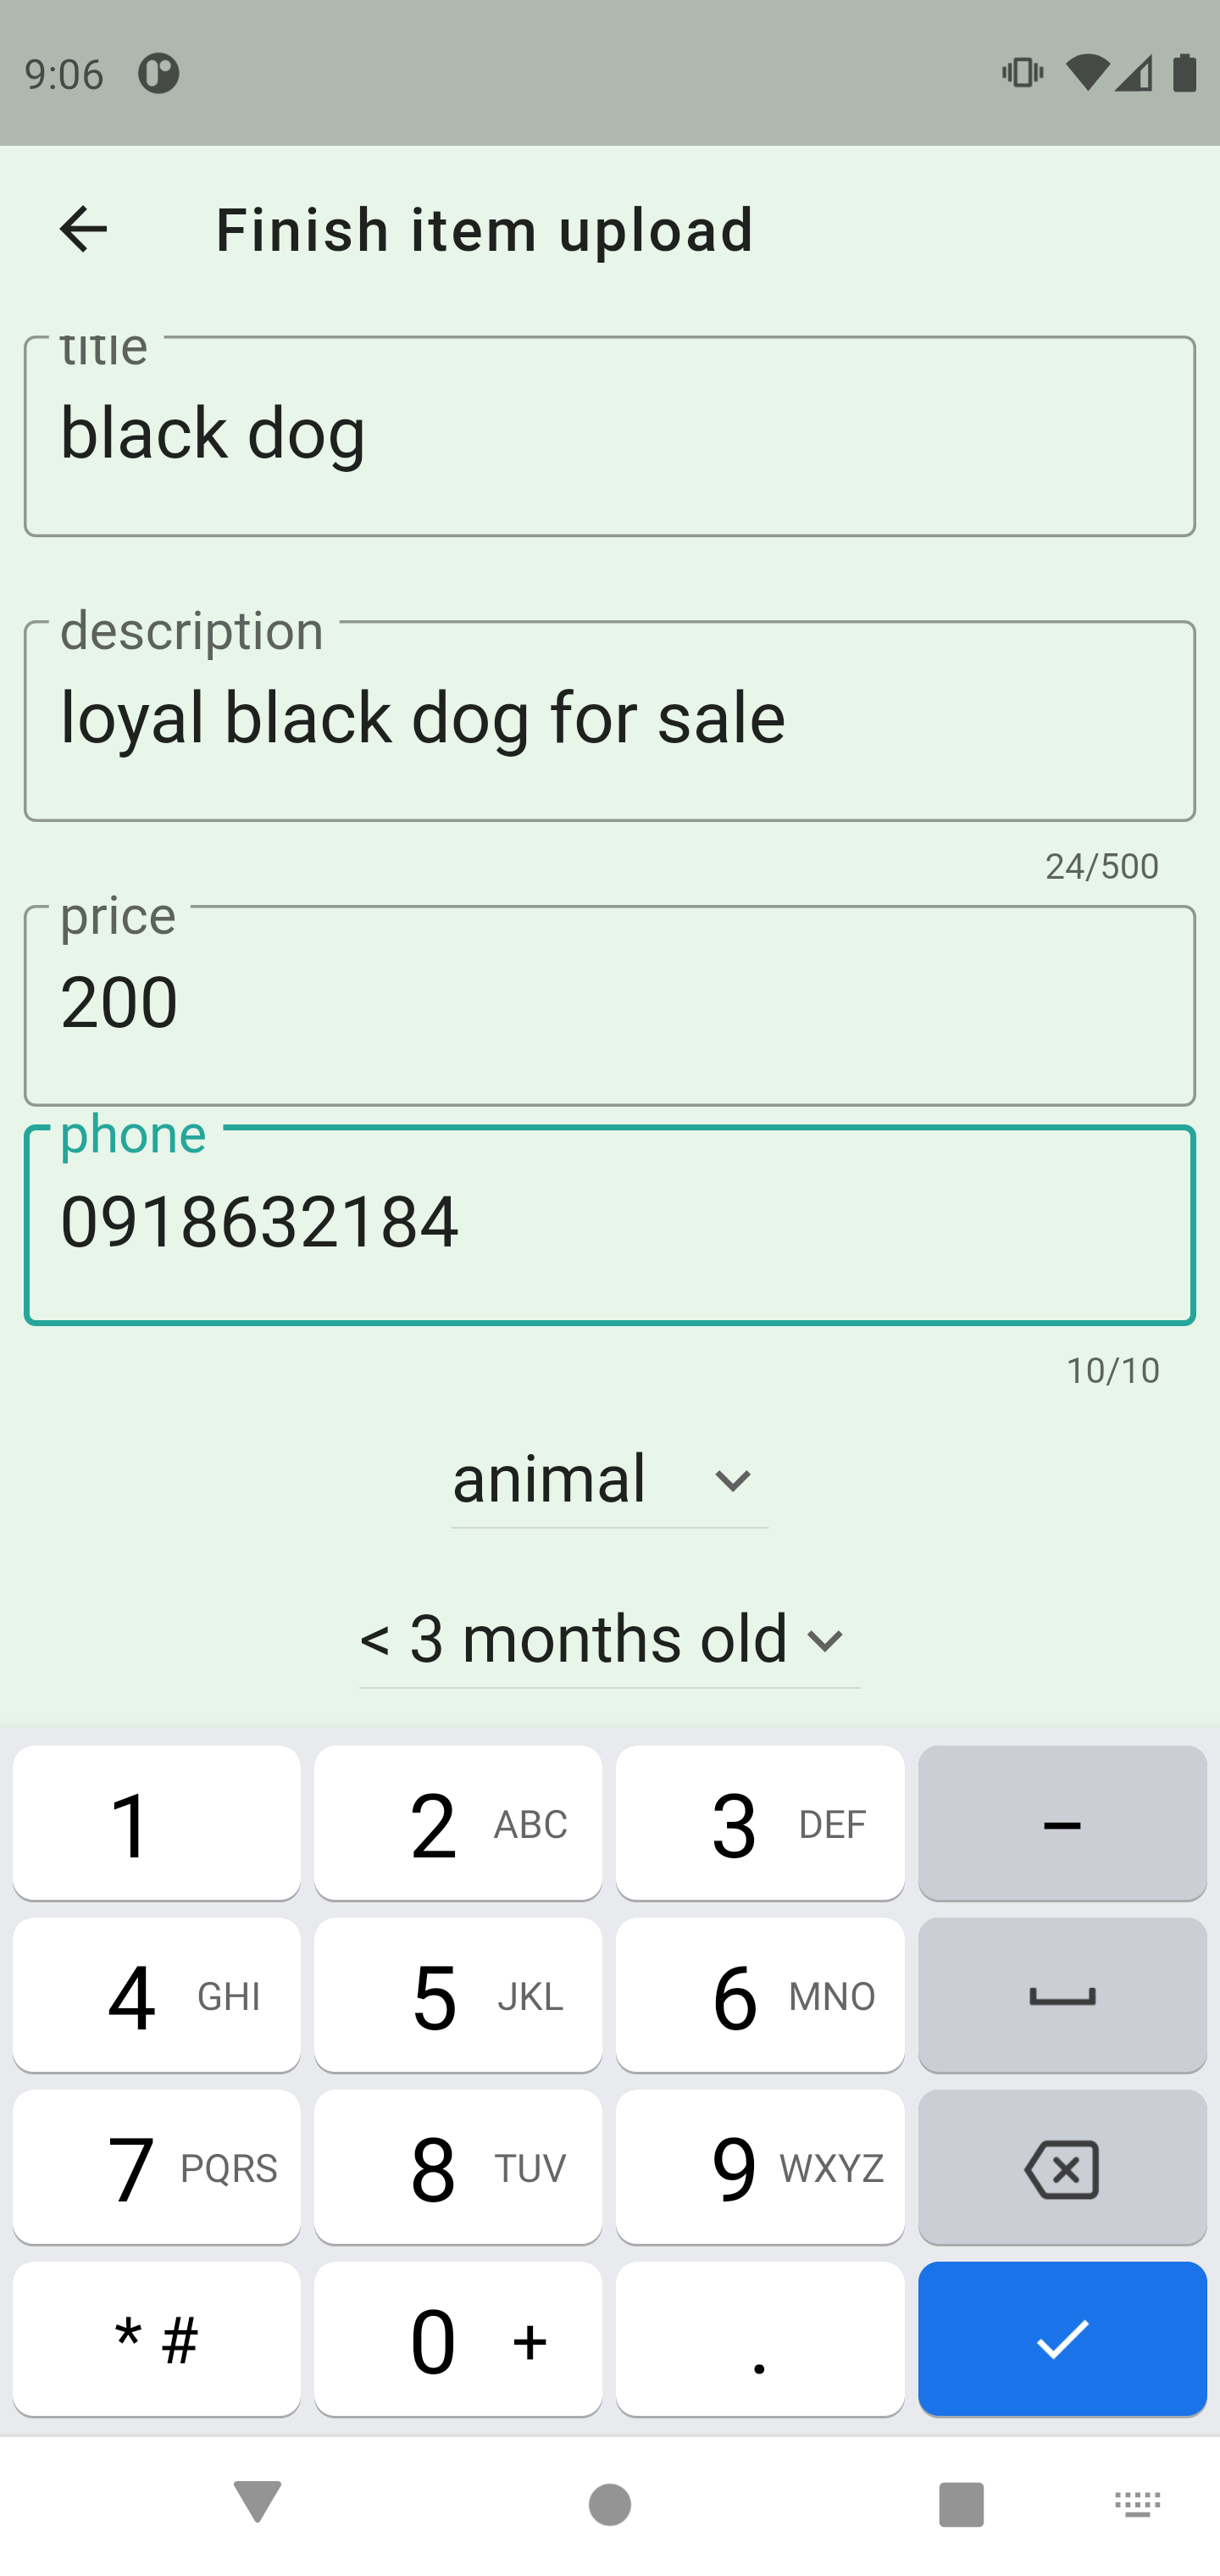 9:06
Finish item upload
title
black dog
description
loyal black dog for sale
24/500
price
200
phone
0918632184
10/10
animal
< 3 months old
1 2 ABC 3 DEF –
4 GHI 5 JKL 6 MNO
7 PQRS 8 TUV 9 WXYZ
* # 0 + .